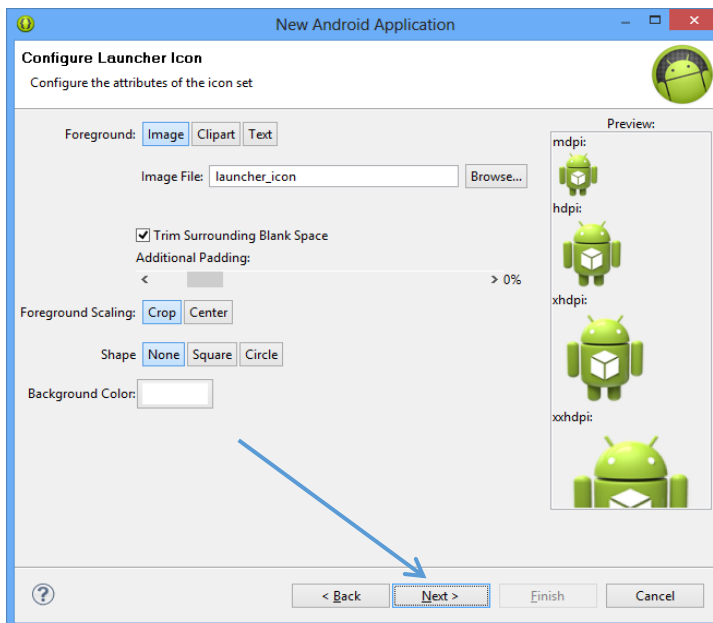 New Android Application
Configure Launcher Icon
Configure the attributes of the icon set
Foreground: Image Clipart Text
Image File: launcher_icon Browse...
Trim Surrounding Blank Space
Additional Padding:
< > 0%
Foreground Scaling: Crop Center
Shape None Square Circle
Background Color:
Preview:
mdpi:
hdpi:
xhdpi:
xxhdpi:
? < Back Next > Finish Cancel